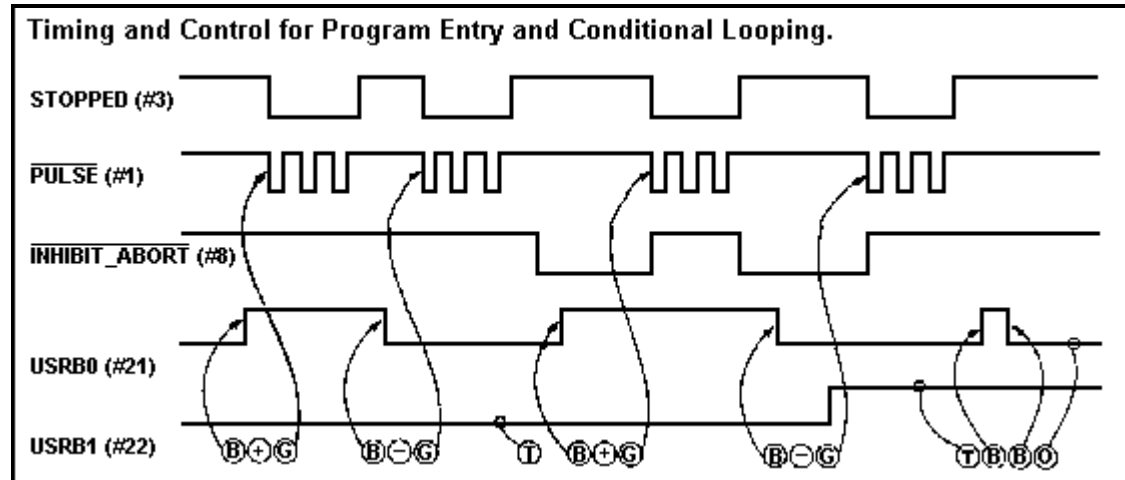 Timing and Control for Program Entry and Conditional Looping.
STOPPED (#3)
PULSE (#1)
INHIBIT_ABORT (#8)
USRB0 (#21)
USRB1 (#22)
B + G B - G T B + G B - G T B B O